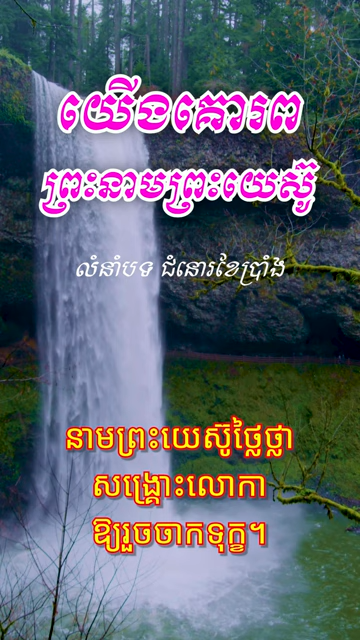 យើងគោរព
ព្រះនាមព្រះយេស៊ូ
លំនាំបទ ជំនោរខែប្រាំង
នាមព្រះយេស៊ូថ្លៃថ្លា
សង្គ្រោះលោកា
ឱ្យរួចចាកទុក្ខ។